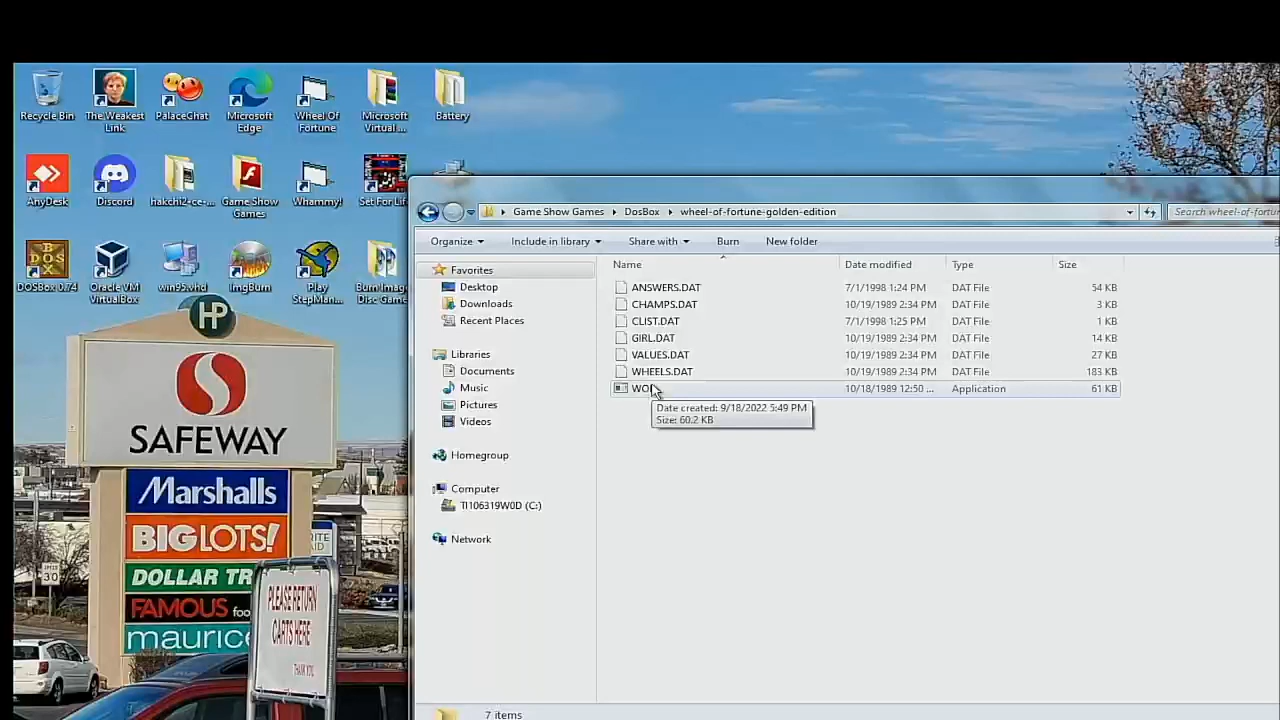 Recycle Bin
The Weakest Link
PalaceChat
Microsoft Edge
Wheel Of Fortune
Microsoft Virtual ...
Battery
AnyDesk
Discord
hakchi2-ce-...
Game Show Games
Whammy!
Set For Lif
DOSBox 0.74
Oracle VM VirtualBox
win95.vhd
ImgBurn
Play StepMan...
Burn Image Disc Game
Game Show Games
DosBox
wheel-of-fortune-golden-edition
Search wheel-of-fortun
Organize
Include in library
Share with
Burn
New folder
Favorites
Desktop
Downloads
Recent Places
Libraries
Documents
Music
Pictures
Videos
Homegroup
Computer
TI106319W0D (C:)
Network
Name Date modified Type Size
ANSWERS.DAT 7/1/1998 1:24 PM DAT File 54 KB
CHAMPS.DAT 10/19/1989 2:34 PM DAT File 3 KB
CLIST.DAT 7/1/1998 1:25 PM DAT File 1 KB
GIRL.DAT 10/19/1989 2:34 PM DAT File 14 KB
VALUES.DAT 10/19/1989 2:34 PM DAT File 27 KB
WHEELS.DAT 10/19/1989 2:34 PM DAT File 183 KB
WO 10/18/1989 12:50 ... Application 61 KB
Date created: 9/18/2022 5:49 PM
Size: 60.2 KB
7 items
HP
SAFEWAY
Marshalls
BIG LOTS!
DOLLAR TR
FAMOUS foo
maurice
SPEED
30
PLEASE RETURN
CARTS HERE
THANK YOU